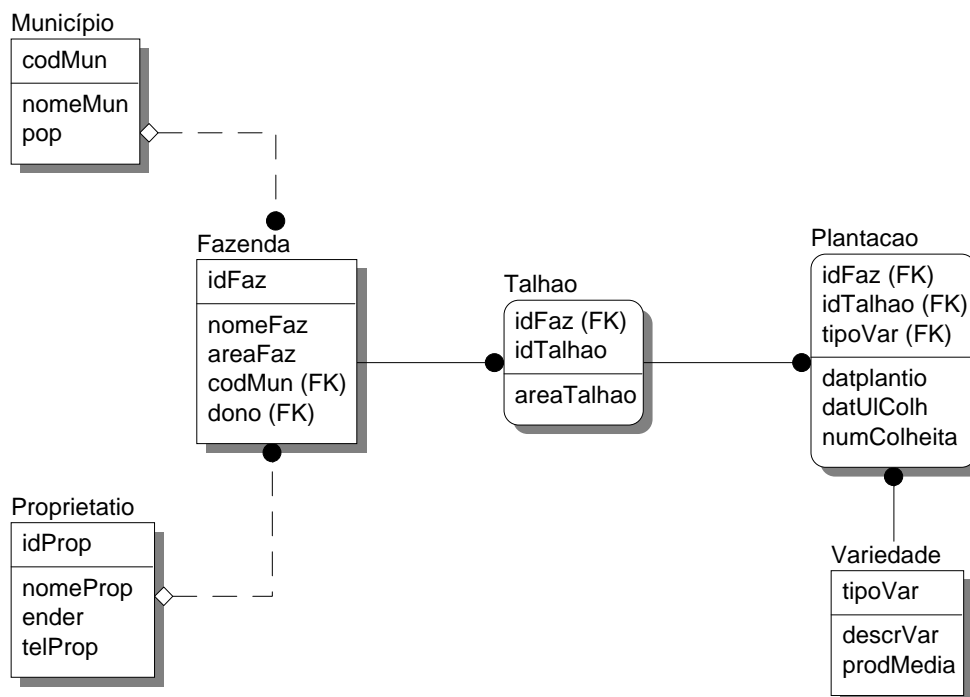 Município
codMun
nomeMun
pop
Fazenda
idFaz
nomeFaz
areaFaz
codMun (FK)
dono (FK)
Talhao
idFaz (FK)
idTalhao
areaTalhao
Plantacao
idFaz (FK)
idTalhao (FK)
tipoVar (FK)
datplantio
datUlColh
numColheita
Proprietatio
idProp
nomeProp
ender
telProp
Variedade
tipoVar
descrVar
prodMedia